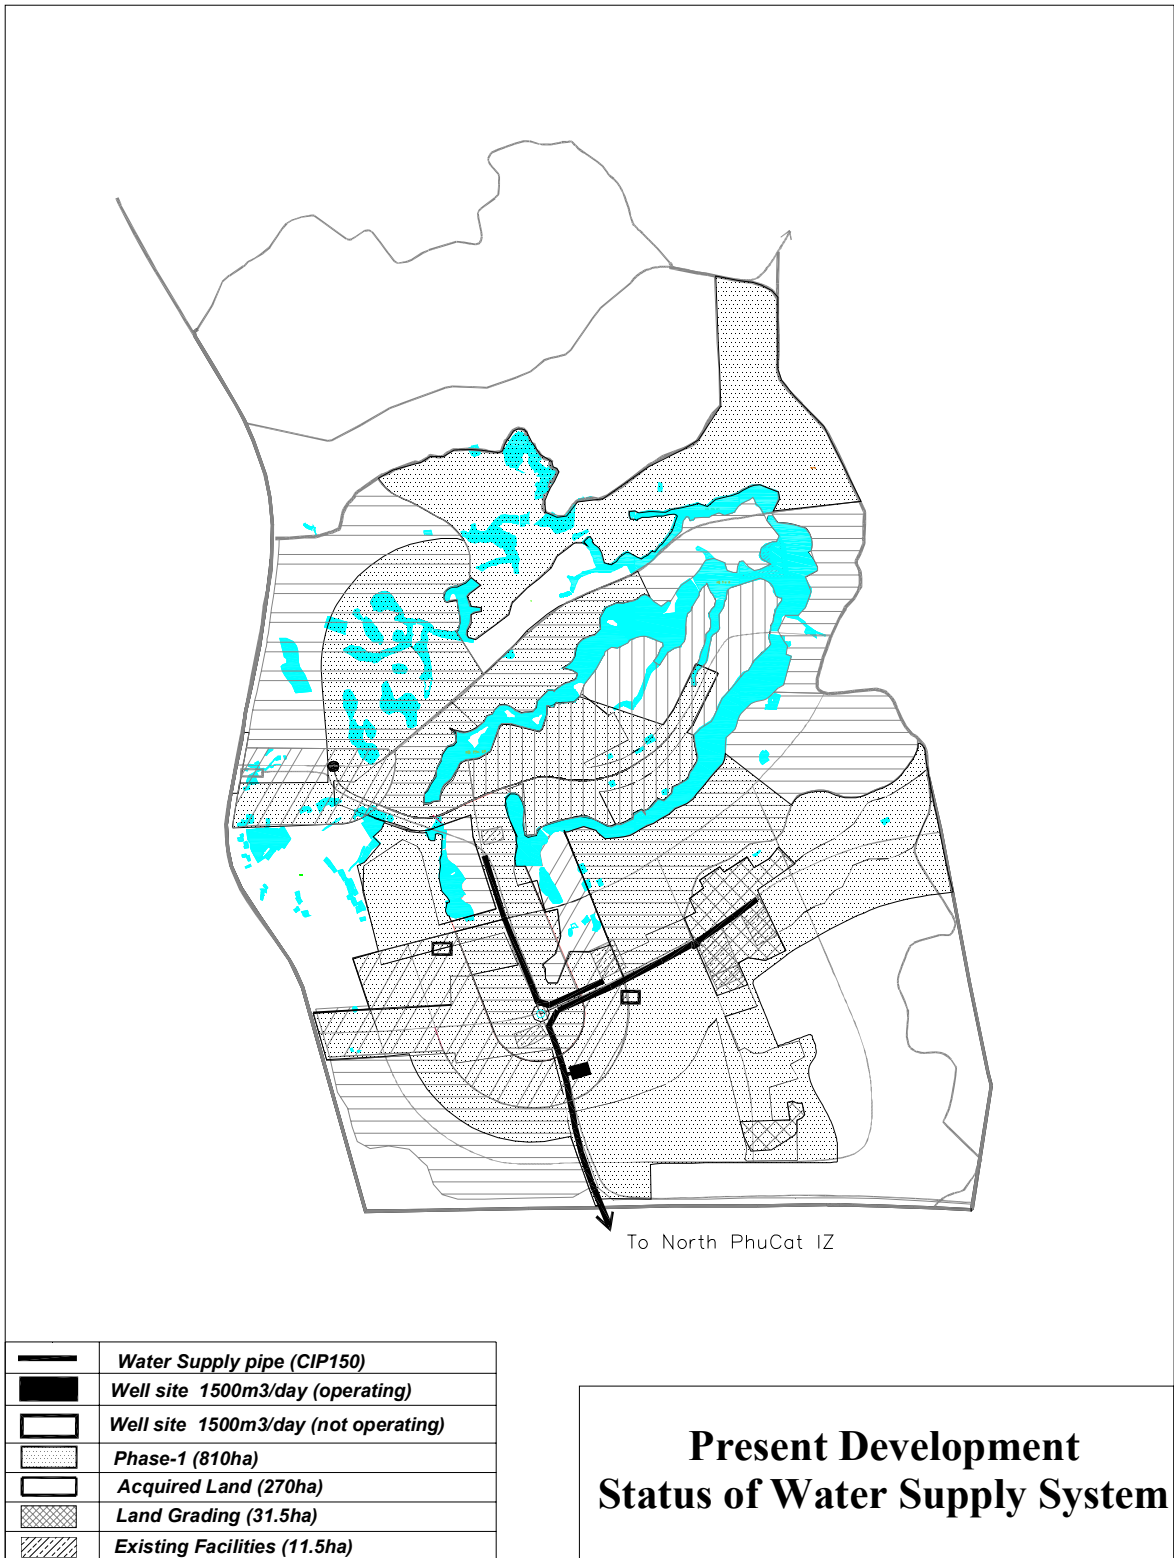 To North PhuCat IZ
Water Supply pipe (CIP150)
Well site 1500m3/day (operating)
Well site 1500m3/day (not operating)
Phase-1 (810ha)
Acquired Land (270ha)
Land Grading (31.5ha)
Existing Facilities (11.5ha)
Present Development
Status of Water Supply System